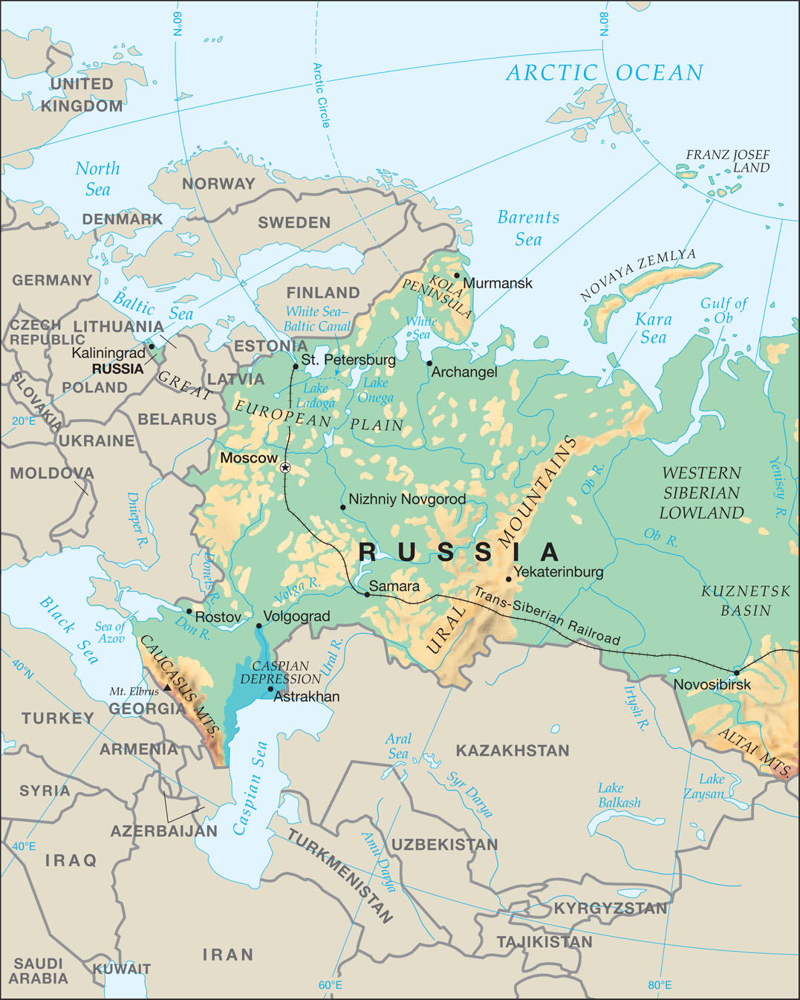 60°N
80°N
Arctic Circle
ARCTIC OCEAN
UNITED
KINGDOM
North
Sea
NORWAY
FRANZ JOSEF
LAND
DENMARK
SWEDEN
Barents
Sea
NOVAYA ZEMLYA
GERMANY
FINLAND
KOLA
PENINSULA
Murmansk
Baltic Sea
White Sea–
Baltic Canal
White
Sea
Kara
Sea
Gulf of
Ob
CZECH
REPUBLIC
LITHUANIA
Kaliningrad
RUSSIA
ESTONIA
St. Petersburg
Archangel
LATVIA
GREAT
EUROPEAN PLAIN
Lake
Ladoga
Lake
Onega
SLOVAKIA
POLAND
20°E
BELARUS
UKRAINE
Moscow
MOLDOVA
Dnieper R.
Nizhniy Novgorod
Ob R.
WESTERN
SIBERIAN
LOWLAND
Yenisey R.
Ob R.
RUSSIA
URAL MOUNTAINS
Yekaterinburg
Donets R.
Volga R.
Samara
Trans-Siberian Railroad
KUZNETSK
BASIN
Black Sea
Sea of
Azov
Rostov
Don R.
Volgograd
Ural R.
CASPIAN
DEPRESSION
Astrakhan
40°N
CAUCASUS MTS.
Mt. Elbrus
GEORGIA
Novosibirsk
Irtysh R.
ALTAI MTS.
TURKEY
ARMENIA
Caspian Sea
Aral
Sea
KAZAKHSTAN
Syr Darya
Lake
Balkash
Lake
Zaysan
SYRIA
AZERBAIJAN
40°E
IRAQ
TURKMENISTAN
Amu Darya
UZBEKISTAN
KYRGYZSTAN
TAJIKISTAN
IRAN
SAUDI
ARABIA
KUWAIT
60°E
80°E